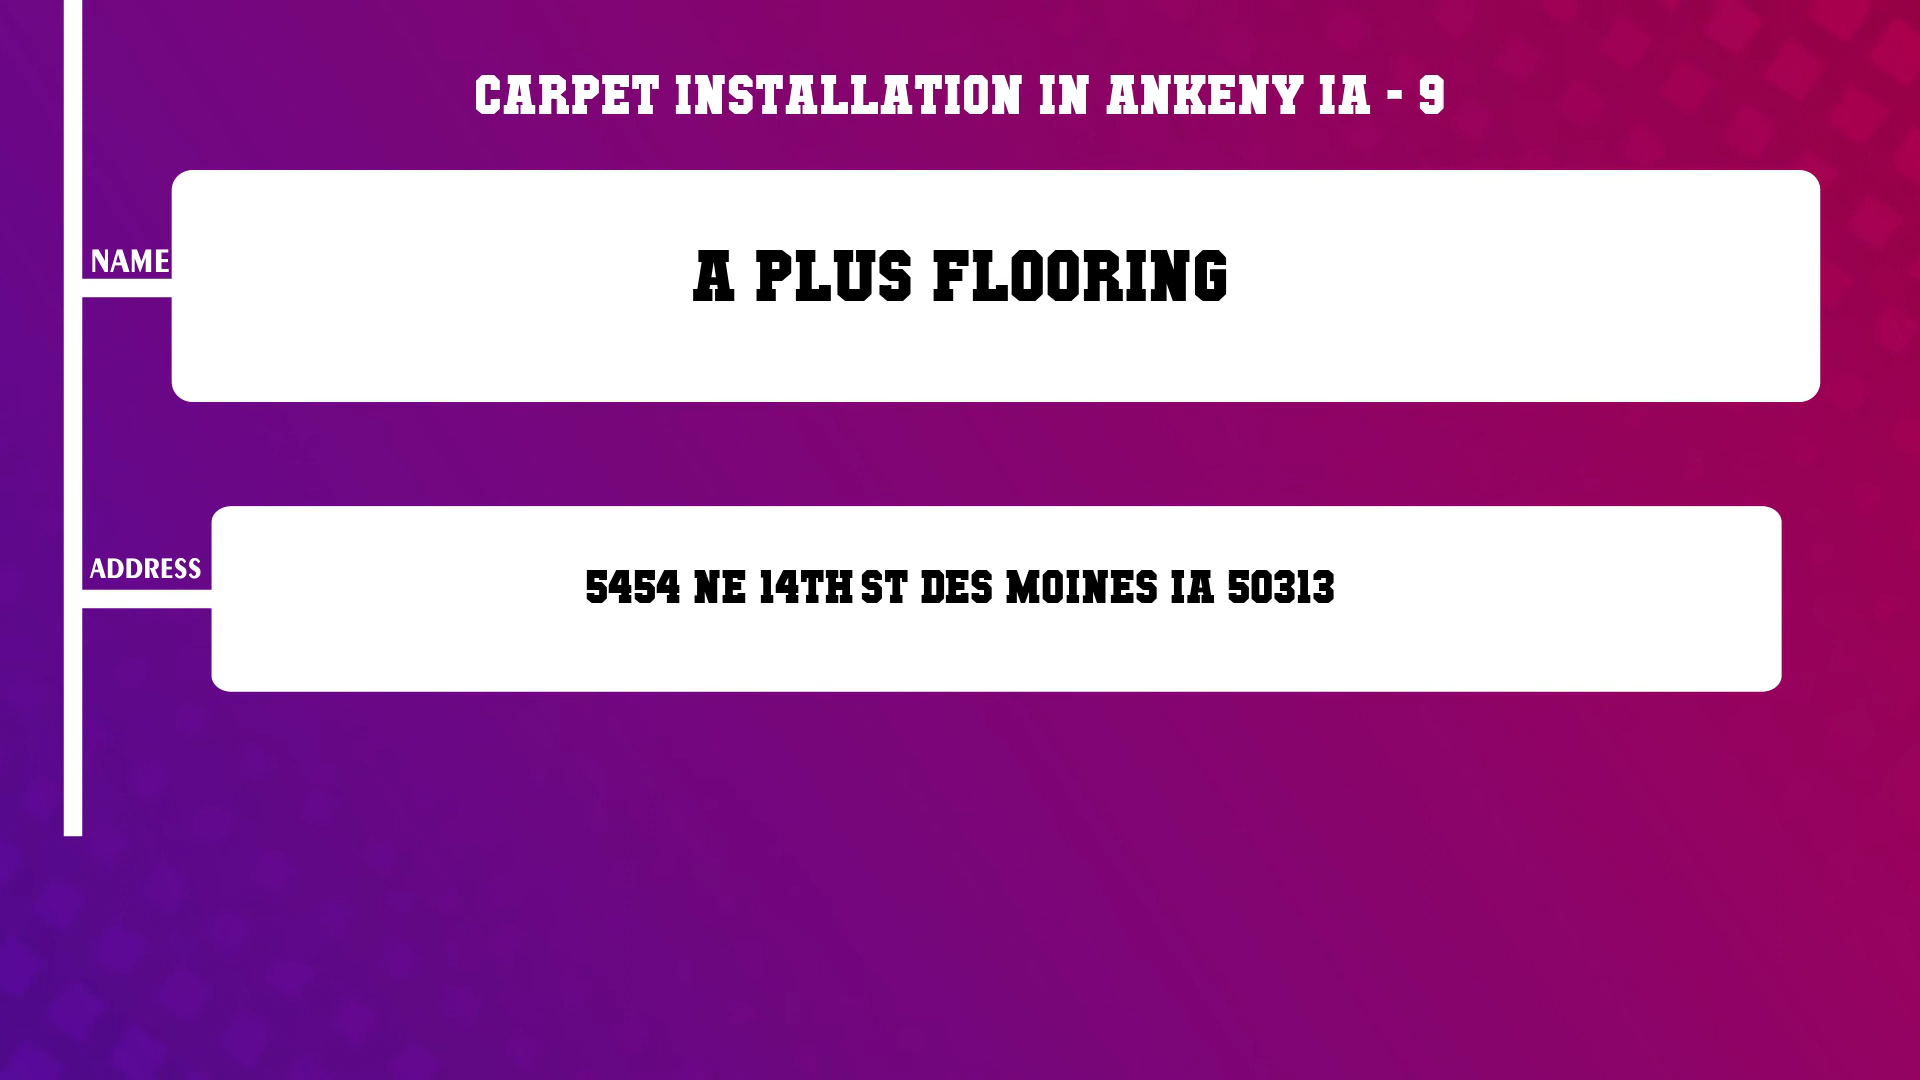 CARPET INSTALLATION IN ANKENY IA - 9
NAME
A PLUS FLOORING
ADDRESS
5454 NE 14TH ST DES MOINES IA 50313